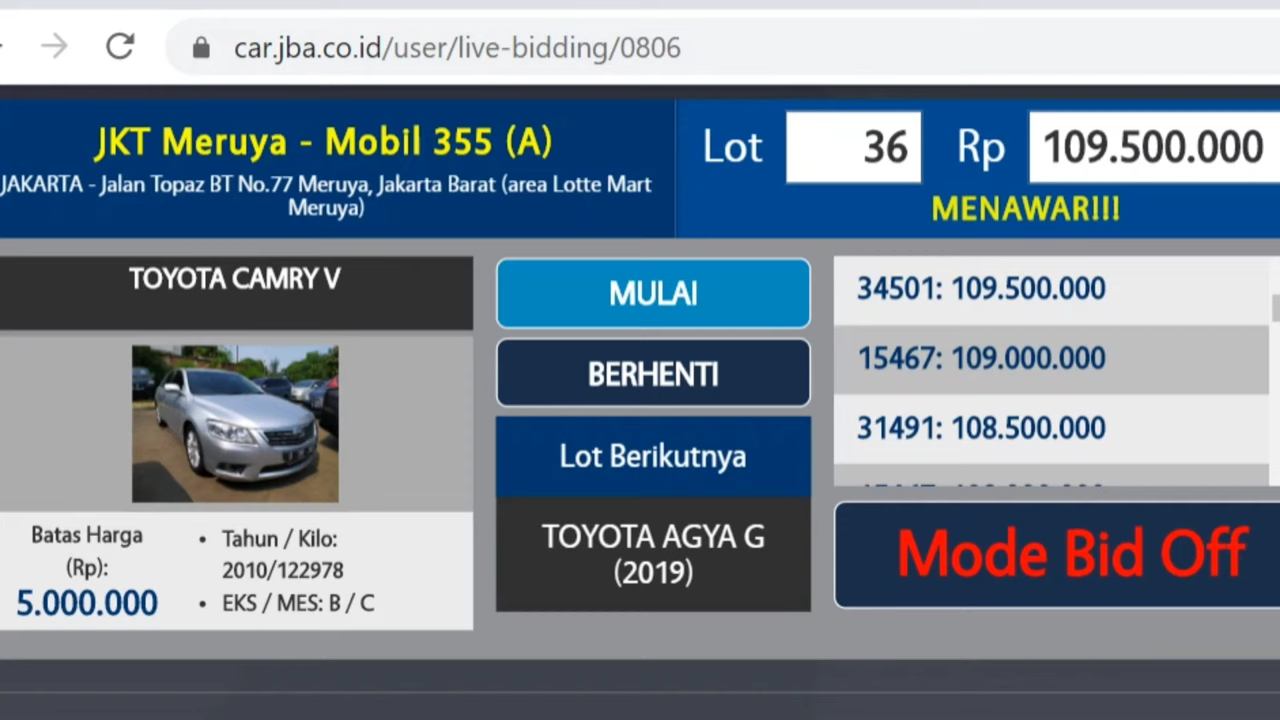 car.jba.co.id/user/live-bidding/0806
JKT Meruya - Mobil 355 (A)
JAKARTA - Jalan Topaz BT No.77 Meruya, Jakarta Barat (area Lotte Mart
Meruya)
Lot 36 Rp 109.500.000
MENAWAR!!!
TOYOTA CAMRY V
Batas Harga
(Rp):
5.000.000
• Tahun / Kilo:
2010/122978
• EKS / MES: B / C
MULAI
BERHENTI
Lot Berikutnya
TOYOTA AGYA G
(2019)
34501: 109.500.000
15467: 109.000.000
31491: 108.500.000
Mode Bid Off